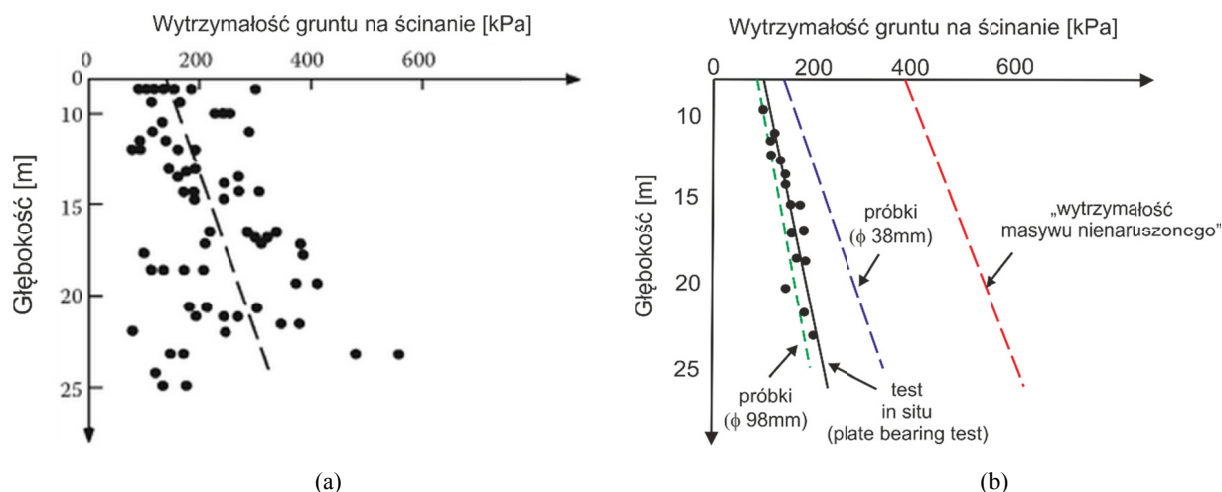 Wytrzymałość gruntu na ścinanie [kPa]
0 200 400 600
0
10
15
20
25
Głębokość [m]
(a)
Wytrzymałość gruntu na ścinanie [kPa]
0 200 400 600
10
15
20
25
Głębokość [m]
próbki
(ϕ 38mm)
„wytrzymałość
masywu nienaruszonego”
próbki
(ϕ 98mm)
test
in situ
(plate bearing test)
(b)